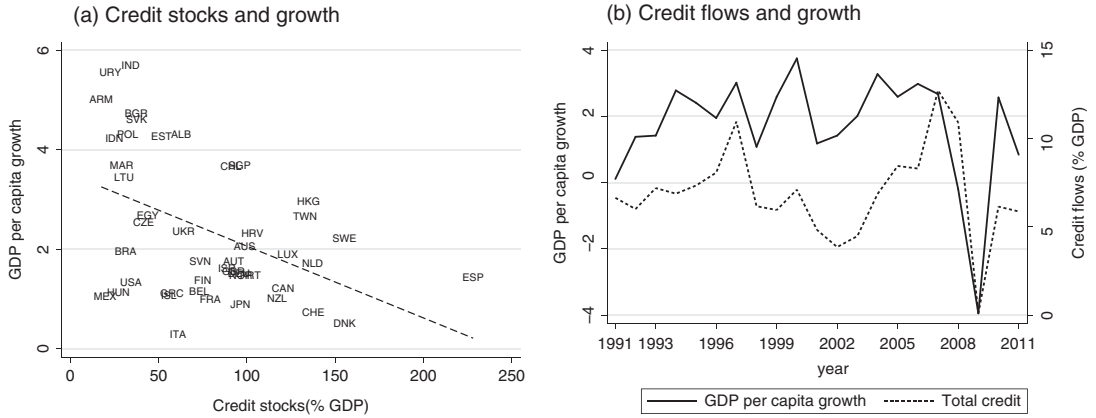 (a) Credit stocks and growth
GDP per capita growth
6
4
2
0
IND
URY
ARM
BGR
SVK
POL
IDN
EST
ALB
MAR
CHL
SGP
LTU
HKG
EGY
CZE
TWN
UKR
HRV
SWE
AUS
BRA
LUX
SVN
AUT
NLD
ESP
USA
FIN
HUN
MEX
BEL
FRA
CAN
NZL
JPN
CHE
DNK
ITA
GRC
ISL
0 50 100 150 200 250
Credit stocks(% GDP)
(b) Credit flows and growth
GDP per capita growth
4
2
0
−2
−4
15
10
5
0
Credit flows (% GDP)
1991 1993 1996 1999 2002 2005 2008 2011
year
GDP per capita growth Total credit